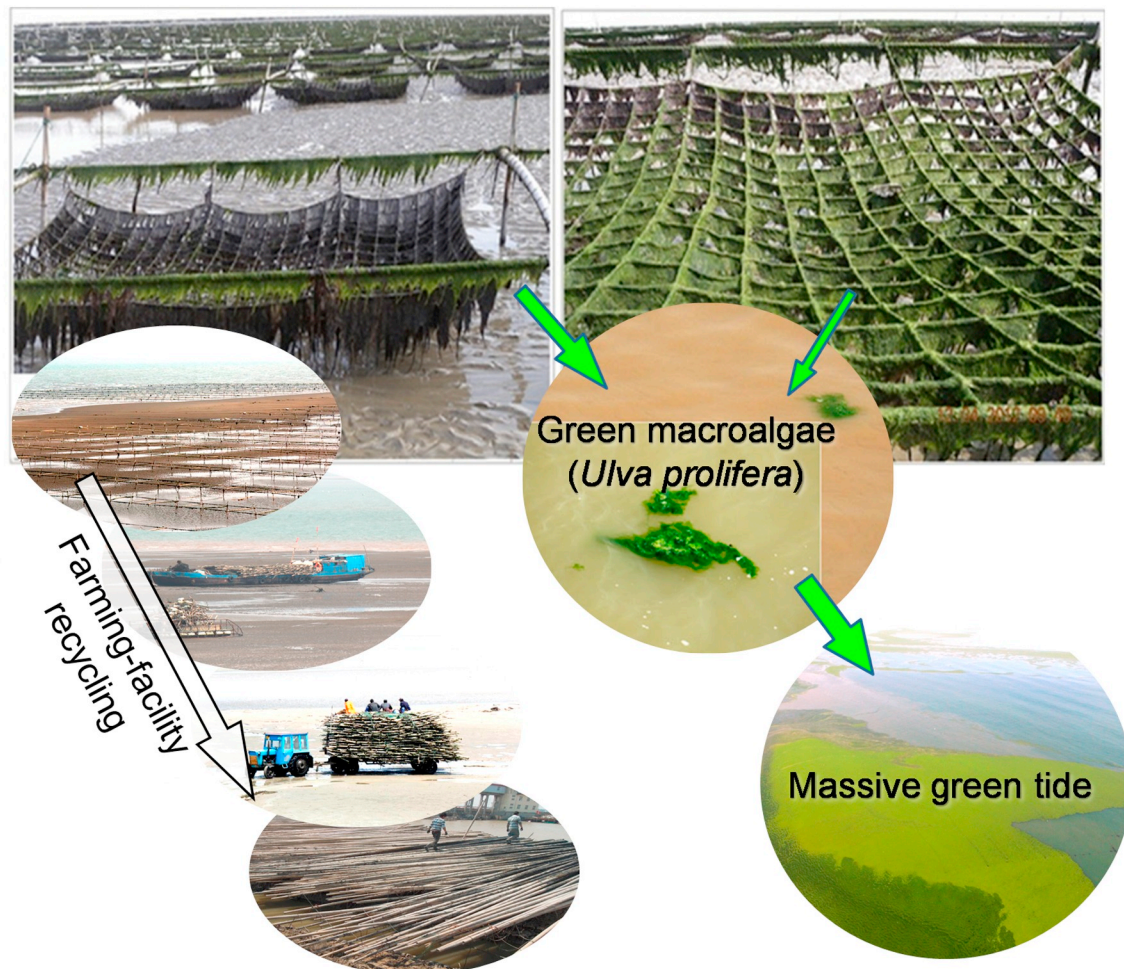 Green macroalgae
(Ulva prolifera)
Farming-facility
recycling
Massive green tide